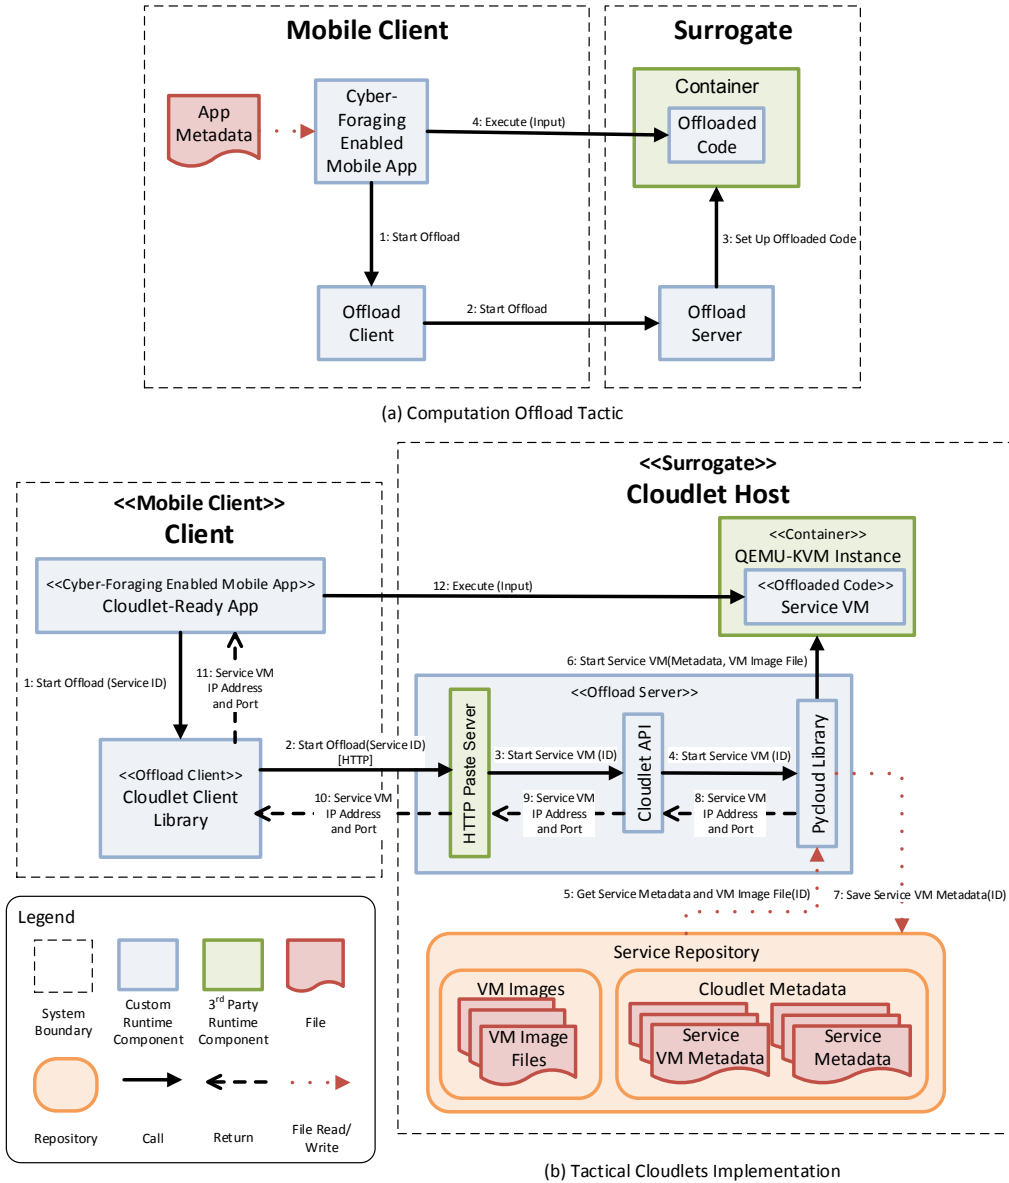 Mobile Client
Surrogate
App
Metadata
Cyber-
Foraging
Enabled
Mobile App
4: Execute (Input)
Container
Offloaded
Code
1: Start Offload
3: Set Up Offloaded Code
Offload
Client
2: Start Offload
Offload
Server
(a) Computation Offload Tactic
<<Mobile Client>>
Client
<<Surrogate>>
Cloudlet Host
<<Cyber-Foraging Enabled Mobile App>>
Cloudlet-Ready App
12: Execute (Input)
<<Container>>
QEMU-KVM Instance
<<Offloaded Code>>
Service VM
1: Start Offload (Service ID)
11: Service VM
IP Address
and Port
6: Start Service VM(Metadata, VM Image File)
<<Offload Client>>
Cloudlet Client
Library
2: Start Offload(Service ID)
[HTTP]
10: Service VM
IP Address
and Port
<<Offload Server>>
HTTP Paste Server
3: Start Service VM (ID)
9: Service VM
IP Address
and Port
Cloudlet API
4: Start Service VM (ID)
8: Service VM
IP Address
and Port
Pycloud Library
5: Get Service Metadata and VM Image File(ID)
7: Save Service VM Metadata(ID)
Service Repository
VM Images
VM Image
Files
Cloudlet Metadata
Service
VM Metadata
Service
Metadata
Legend
System
Boundary
Custom
Runtime
Component
3rd Party
Runtime
Component
File
Repository
Call
Return
File Read/
Write
(b) Tactical Cloudlets Implementation